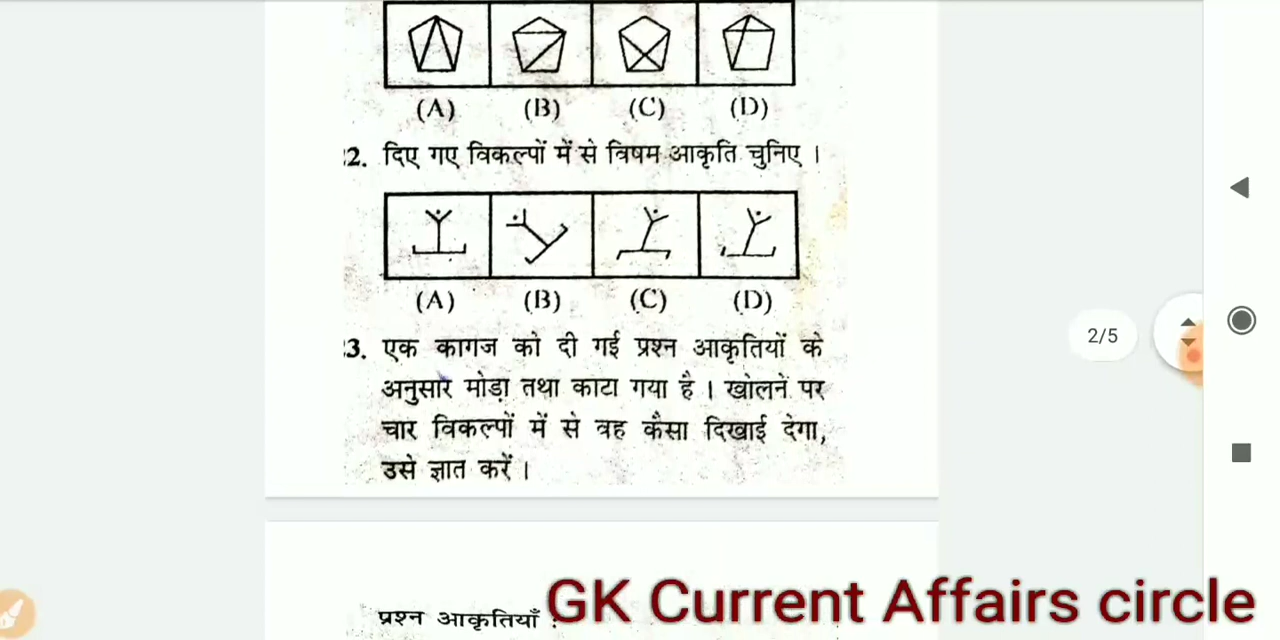 (A) (B) (C) (D)
2. दिए गए विकल्पों में से विषम आकृति चुनिए ।
(A) (B) (C) (D)
3. एक कागज को दी गई प्रश्न आकृतियों के
अनुसार मोड़ा तथा काटा गया है । खोलने पर
चार विकल्पों में से वह कैसा दिखाई देगा,
उसे ज्ञात करें ।
2/5
प्रश्न आकृतियाँ :
GK Current Affairs circle